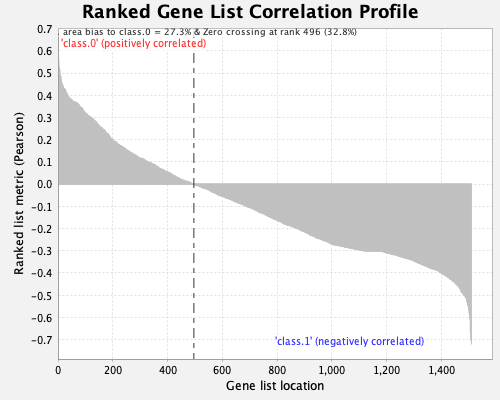 Ranked Gene List Correlation Profile
0.7
area bias to class.0 = 27.3% & Zero crossing at rank 496 (32.8%)
'class.0' (positively correlated)
0.6
0.5
0.4
0.3
0.2
0.1
0.0
-0.1
-0.2
-0.3
-0.4
-0.5
-0.6
-0.7
Ranked list metric (Pearson)
'class.1' (negatively correlated)
0 200 400 600 800 1,000 1,200 1,400
Gene list location